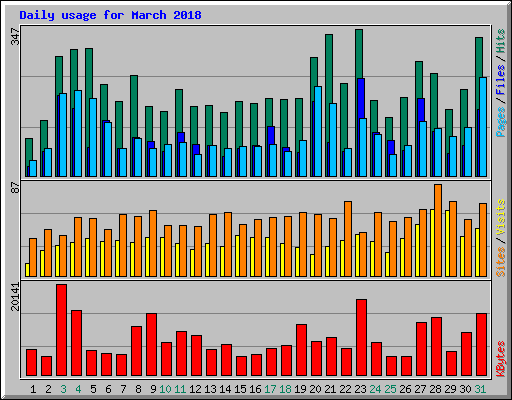 Daily usage for March 2018
347
Pages / Files / Hits
87
Sites / Visits
20141
KBytes
1 2 3 4 5 6 7 8 9 10 11 12 13 14 15 16 17 18 19 20 21 22 23 24 25 26 27 28 29 30 31